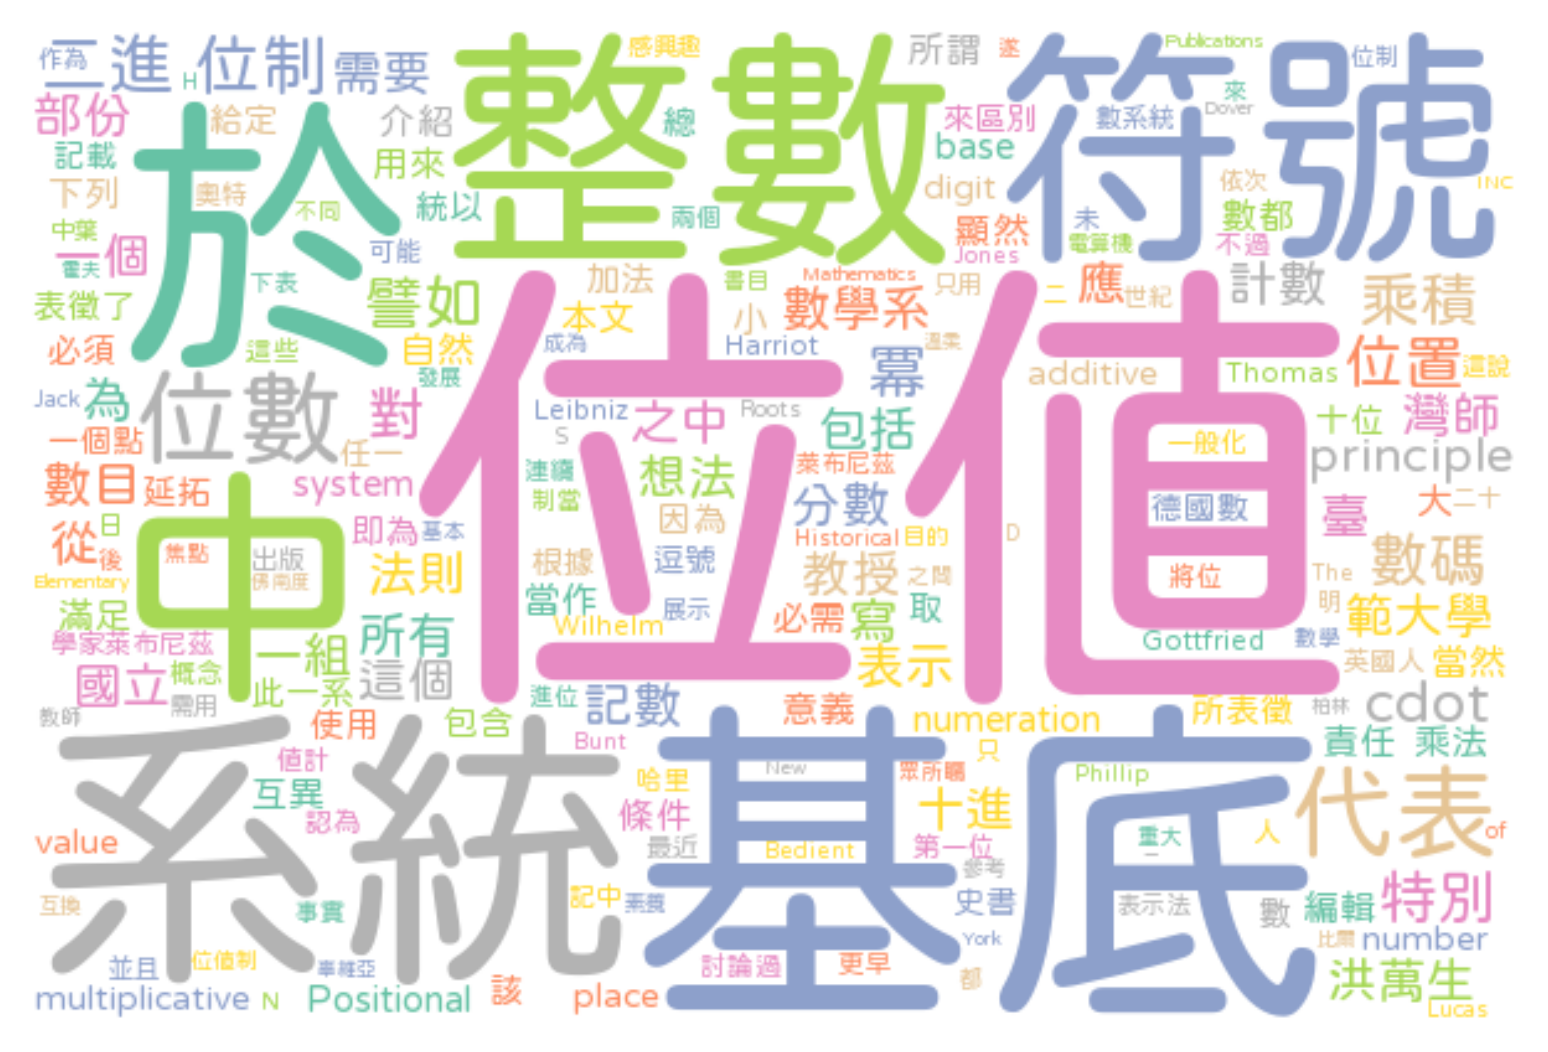 作為
二進
H
位制
需要
整數
感興趣
所謂
遂
符號
Publications
位制
部份
記載
下列
中葉
一個
霍夫
表徵了
必須
於
給定
奧特
不同
下表
這些
介紹
用來
統以
可能
譬如
自然
發展
總
兩個
來區別
base
digit
顯然
Jones
數系統
Dover
來
未
電算機
依次
數都
不過
INC
加法
本文
書目
Mathematics
只用
小
數學系
二
應
世紀
計數
乘積
成為
Harriot
冪
溫柔
additive
Thomas
位置
這說
Jack
為
位數
對
位值
Leibniz
之中
Roots
包括
十位
灣師
一個點
任一
S
一般化
principle
數目
延拓
system
連續
制當
想法
萊布尼茲
分數
因為
德國數
臺
大
二十
從
日
後
中
焦點
出版
佛南度
即為
基本
Historical
目的
D
數碼
Elementary
法則
根據
逗號
教授
之間
將位
The
滿足
當作
展示
必需
寫
取
明
範大學
學家萊布尼茲
一組
所有
Wilhelm
表示
Gottfried
數學
英國人
當然
國立
概念
需用
此一系
這個
進位
記數
意義
numeration
所表徵
柏林
cdot
教師
系統
使用
包含
Bunt
基底
只
責任
乘法
值計
互異
認為
哈里
New
眾所矚
Phillip
代表
value
條件
十進
最近
Bedient
第一位
重大
人
of
參考
互換
事實
記中
素養
史書
表示法
數
編輯
特別
York
比爾
number
並且
位值制
辜維亞
討論過
更早
都
洪萬生
multiplicative
N
Positional
該
place
Lucas